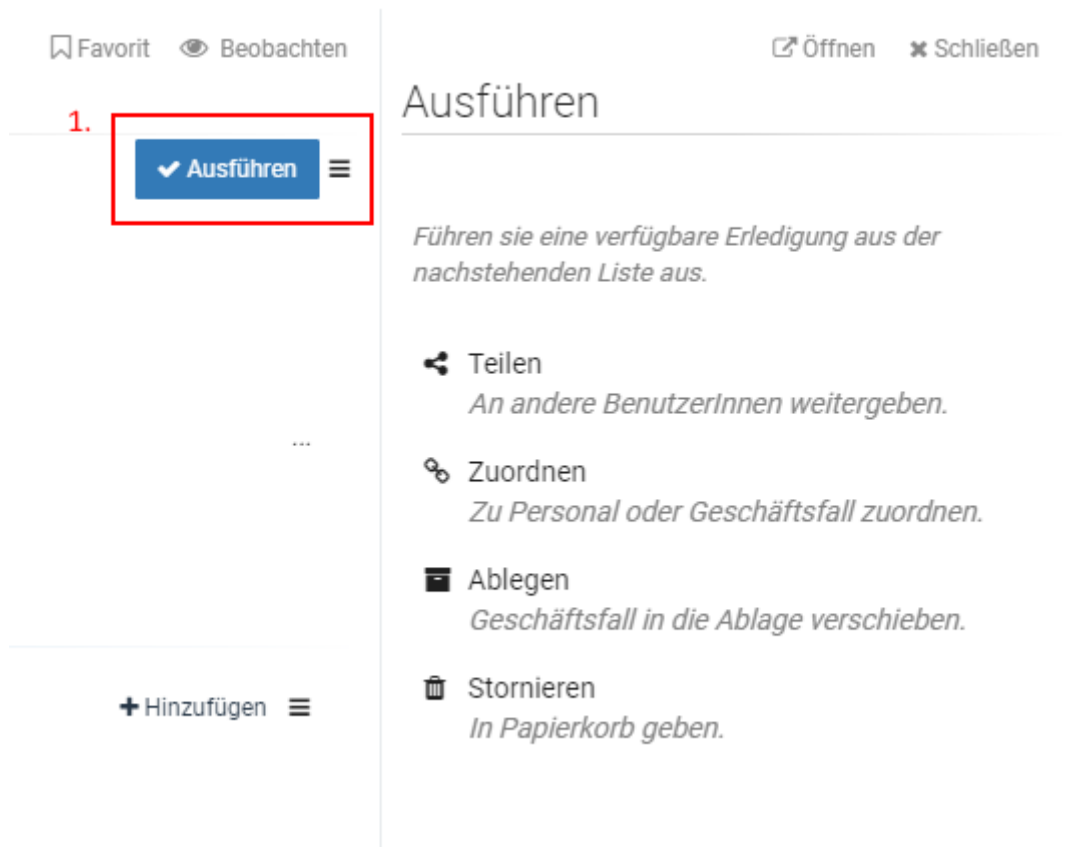 Favorit Beobachten
1.
Ausführen
...
Hinzufügen
Öffnen Schließen
Ausführen
Führen sie eine verfügbare Erledigung aus der
nachstehenden Liste aus.
Teilen
An andere BenutzerInnen weitergeben.
Zuordnen
Zu Personal oder Geschäftsfall zuordnen.
Ablegen
Geschäftsfall in die Ablage verschieben.
Stornieren
In Papierkorb geben.